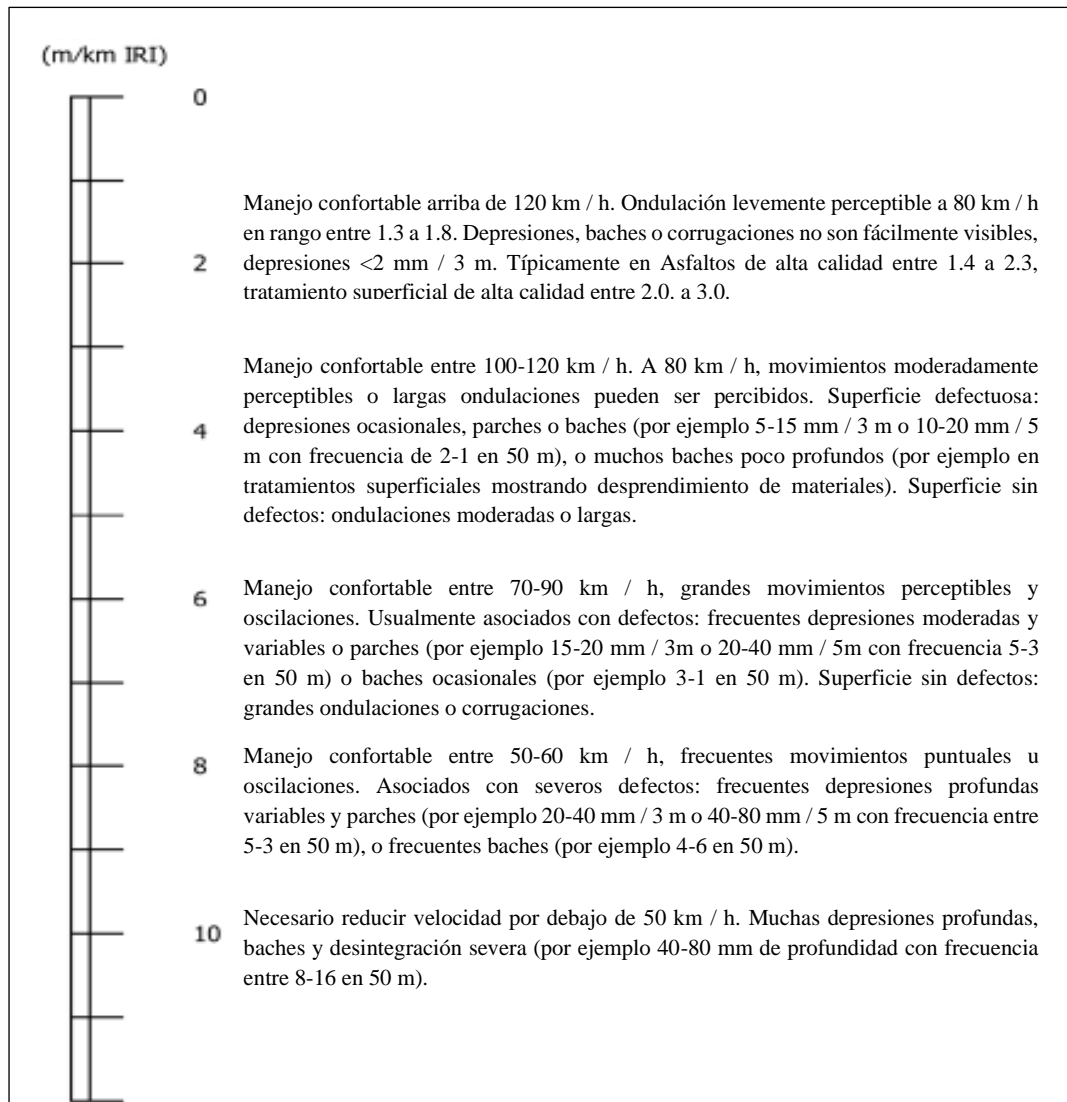 (m/km IRI)
0
Manejo confortable arriba de 120 km / h. Ondulación levemente perceptible a 80 km / h
en rango entre 1.3 a 1.8. Depresiones, baches o corrugaciones no son fácilmente visibles,
2
depresiones <2 mm / 3 m. Típicamente en Asfaltos de alta calidad entre 1.4 a 2.3,
tratamiento superficial de alta calidad entre 2.0. a 3.0.
Manejo confortable entre 100-120 km / h. A 80 km / h, movimientos moderadamente
perceptibles o largas ondulaciones pueden ser percibidos. Superficie defectuosa:
4
depresiones ocasionales, parches o baches (por ejemplo 5-15 mm / 3 m o 10-20 mm / 5
m con frecuencia de 2-1 en 50 m), o muchos baches poco profundos (por ejemplo en
tratamientos superficiales mostrando desprendimiento de materiales). Superficie sin
defectos: ondulaciones moderadas o largas.
Manejo confortable entre 70-90 km / h, grandes movimientos perceptibles y
6
oscilaciones. Usualmente asociados con defectos: frecuentes depresiones moderadas y
variables o parches (por ejemplo 15-20 mm / 3m o 20-40 mm / 5m con frecuencia 5-3
en 50 m) o baches ocasionales (por ejemplo 3-1 en 50 m). Superficie sin defectos:
grandes ondulaciones o corrugaciones.
8
Manejo confortable entre 50-60 km / h, frecuentes movimientos puntuales u
oscilaciones. Asociados con severos defectos: frecuentes depresiones profundas
variables y parches (por ejemplo 20-40 mm / 3 m o 40-80 mm / 5 m con frecuencia entre
5-3 en 50 m), o frecuentes baches (por ejemplo 4-6 en 50 m).
10
Necesario reducir velocidad por debajo de 50 km / h. Muchas depresiones profundas,
baches y desintegración severa (por ejemplo 40-80 mm de profundidad con frecuencia
entre 8-16 en 50 m).